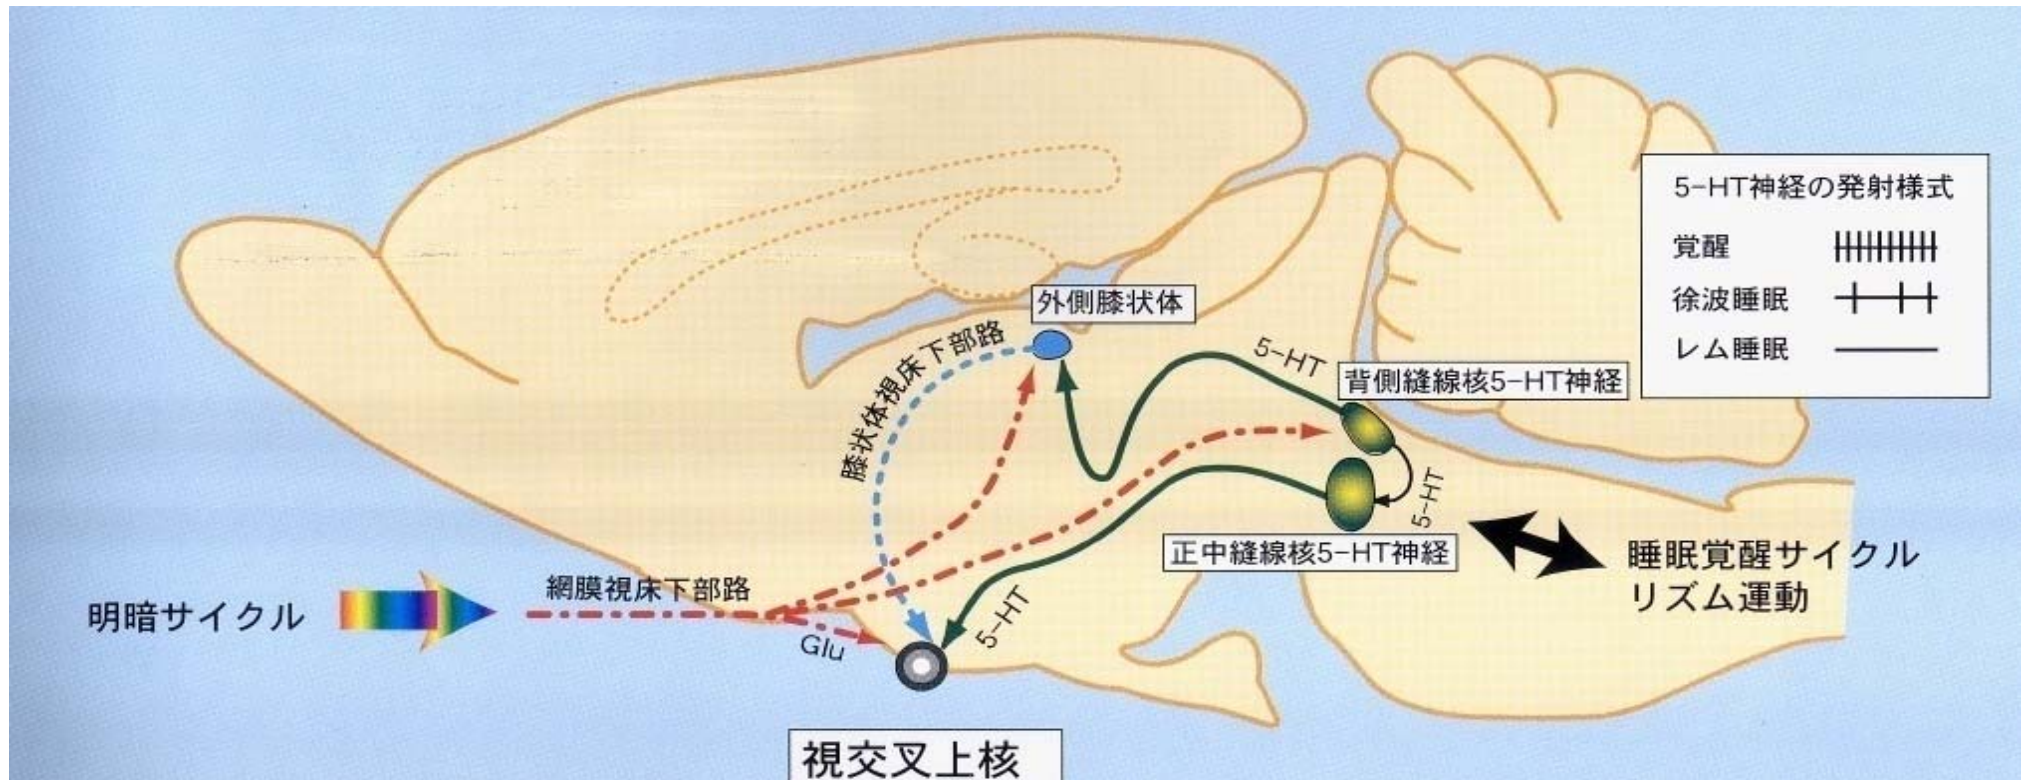 5-HT神経の発射様式
覚醒
徐波睡眠
レム睡眠
外側膝状体
膝状体視床下部路
5-HT
背側縫線核5-HT神経
5-HT
正中縫線核5-HT神経
睡眠覚醒サイクル
リズム運動
明暗サイクル
網膜視床下部路
Glu
5-HT
視交叉上核